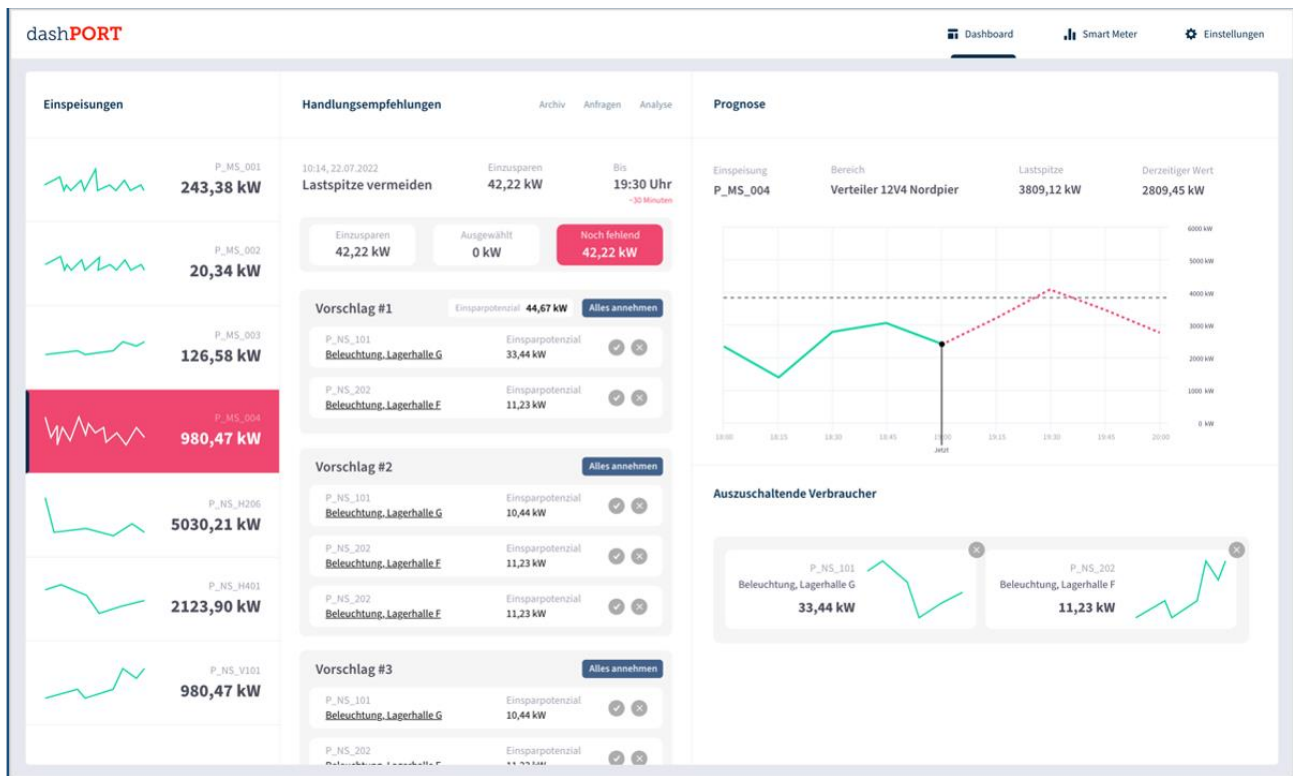 dashPORT
Dashboard
Smart Meter
Einstellungen
Einspeisungen
P_MS_001
243,38 kW
P_MS_002
20,34 kW
P_MS_003
126,58 kW
P_MS_004
980,47 kW
P_NS_H206
5030,21 kW
P_NS_H401
2123,90 kW
P_NS_V101
980,47 kW
Handlungsempfehlungen
Archiv
Anfragen
Analyse
10:14, 22.07.2022
Lastspitze vermeiden
Einzusparen
42,22 kW
Bis
19:30 Uhr
~30 Minuten
Einzusparen
42,22 kW
Ausgewählt
0 kW
Noch fehlend
42,22 kW
Vorschlag #1
Einsparpotenzial 44,67 kW
Alles annehmen
P_NS_101
Beleuchtung, Lagerhalle G
Einsparpotenzial
33,44 kW
P_NS_202
Beleuchtung, Lagerhalle F
Einsparpotenzial
11,23 kW
Vorschlag #2
Alles annehmen
P_NS_101
Beleuchtung, Lagerhalle G
Einsparpotenzial
10,44 kW
P_NS_202
Beleuchtung, Lagerhalle F
Einsparpotenzial
11,23 kW
P_NS_202
Beleuchtung, Lagerhalle F
Einsparpotenzial
11,23 kW
Vorschlag #3
Alles annehmen
P_NS_101
Beleuchtung, Lagerhalle G
Einsparpotenzial
10,44 kW
P_NS_202
Einsparpotenzial
Prognose
Einspeisung
P_MS_004
Bereich
Verteiler 12V4 Nordpier
Lastspitze
3809,12 kW
Derzeitiger Wert
2809,45 kW
6000 kW
5000 kW
4000 kW
3000 kW
2000 kW
1000 kW
0 kW
18:00
18:15
18:30
18:45
19:00
19:15
19:30
19:45
20:00
Jetzt
Auszuschaltende Verbraucher
P_NS_101
Beleuchtung, Lagerhalle G
33,44 kW
P_NS_202
Beleuchtung, Lagerhalle F
11,23 kW